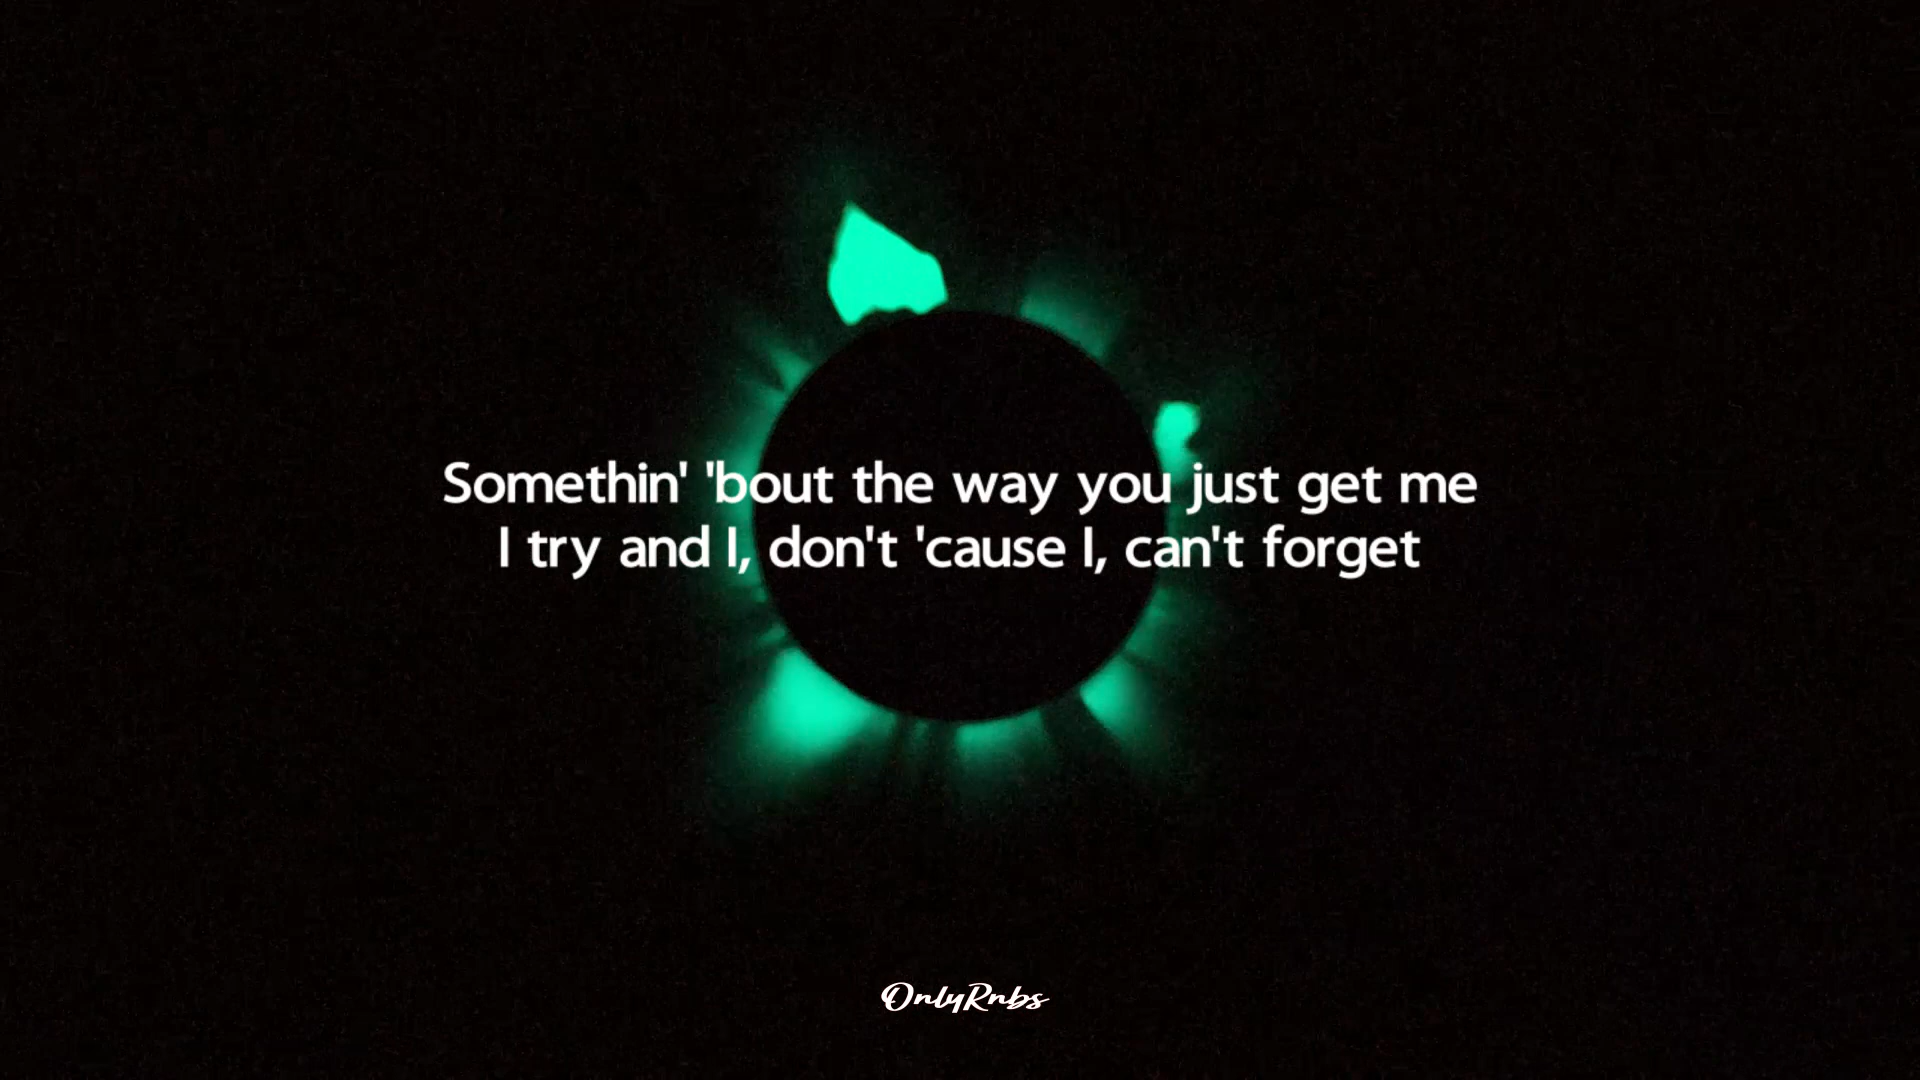 Somethin' 'bout the way you just get me
I try and I, don't 'cause I, can't forget
OnlyRnbs